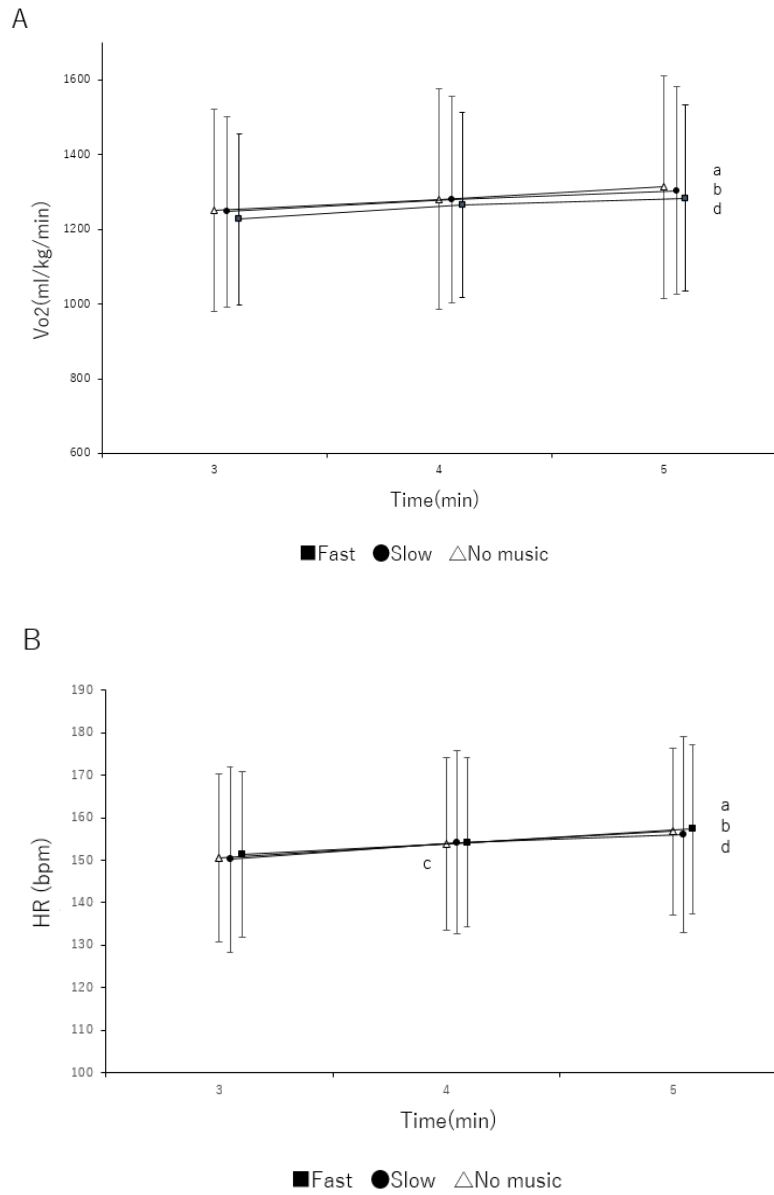 A
1600
1400
1200
1000
800
600
Vo2(ml/kg/min)
a
b
d
3 4 5
Time(min)
■Fast ●Slow △No music
B
190
180
170
160
150
140
130
120
110
100
HR (bpm)
a
b
c
d
3 4 5
Time(min)
■Fast ●Slow △No music